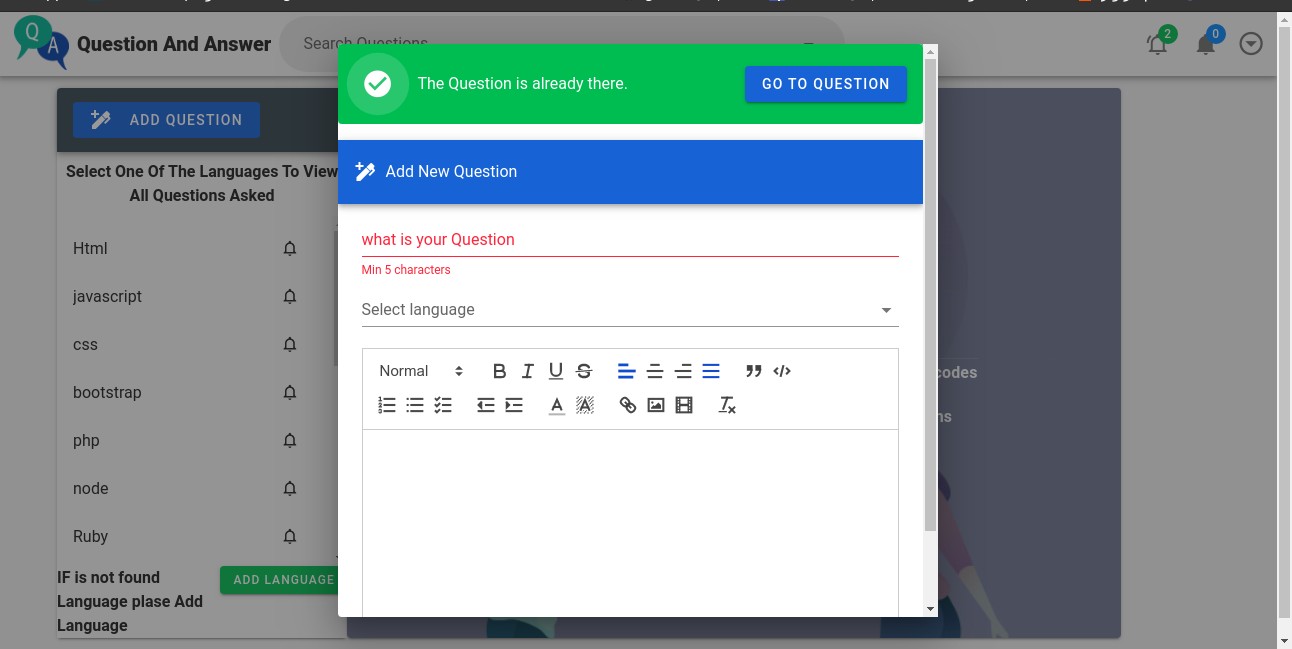 Q
A
Question And Answer
Search Questions
2
0
The Question is already there.
GO TO QUESTION
ADD QUESTION
Add New Question
Select One Of The Languages To View
All Questions Asked
what is your Question
Min 5 characters
Html
javascript
css
bootstrap
php
node
Ruby
Select language
Normal
codes
IF is not found
Language plase Add
Language
ADD LANGUAGE